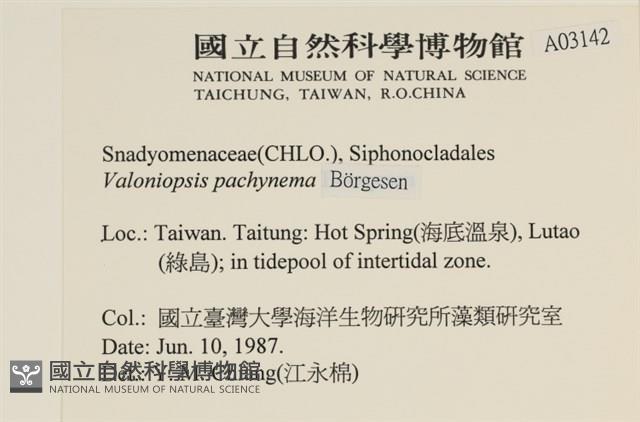 國立自然科學博物館 A03142
NATIONAL MUSEUM OF NATURAL SCIENCE
TAICHUNG, TAIWAN, R.O.CHINA
Snadyomenaceae(CHLO.), Siphonocladales
Valoniopsis pachynema Börgesen
Loc.: Taiwan. Taitung: Hot Spring(海底溫泉), Lutao
(綠島); in tidepool of intertidal zone.
Col.: 國立臺灣大學海洋生物研究所藻類研究室
Date: Jun. 10, 1987.
Det.: Y. M. Chiang(江永棉)
國立自然科學博物館
NATIONAL MUSEUM OF NATURAL SCIENCE